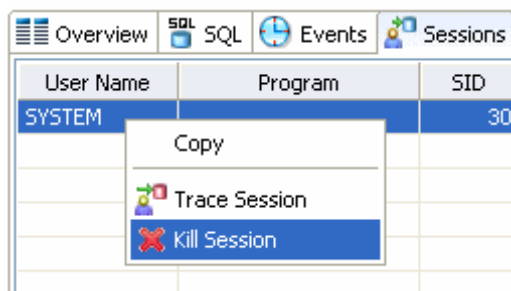 Overview SQL SQL Events Sessions
User Name Program SID
SYSTEM 30
Copy
Trace Session
Kill Session